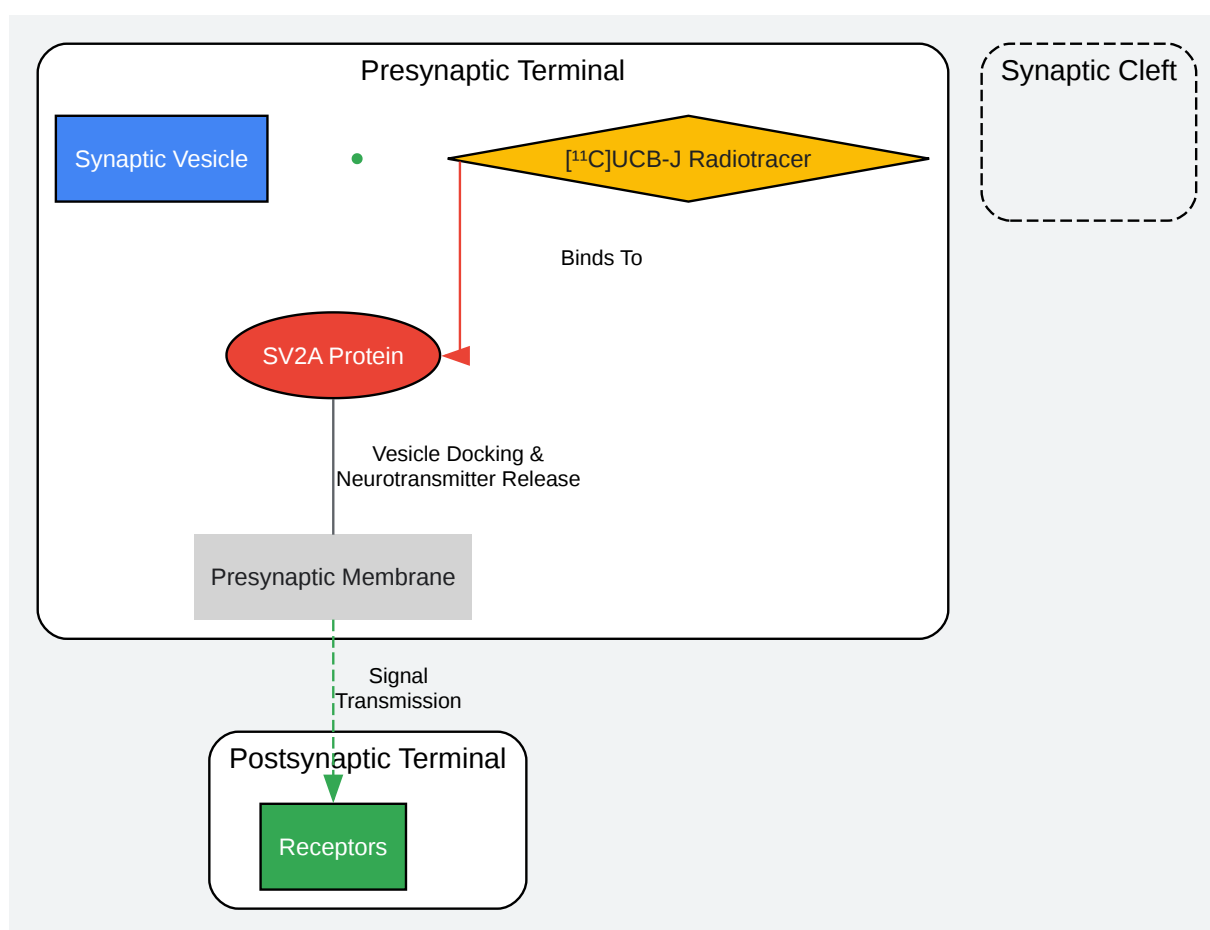 Presynaptic Terminal
Synaptic Cleft
Synaptic Vesicle
[¹¹C]UCB-J Radiotracer
Binds To
SV2A Protein
Vesicle Docking &
Neurotransmitter Release
Presynaptic Membrane
Signal
Transmission
Postsynaptic Terminal
Receptors